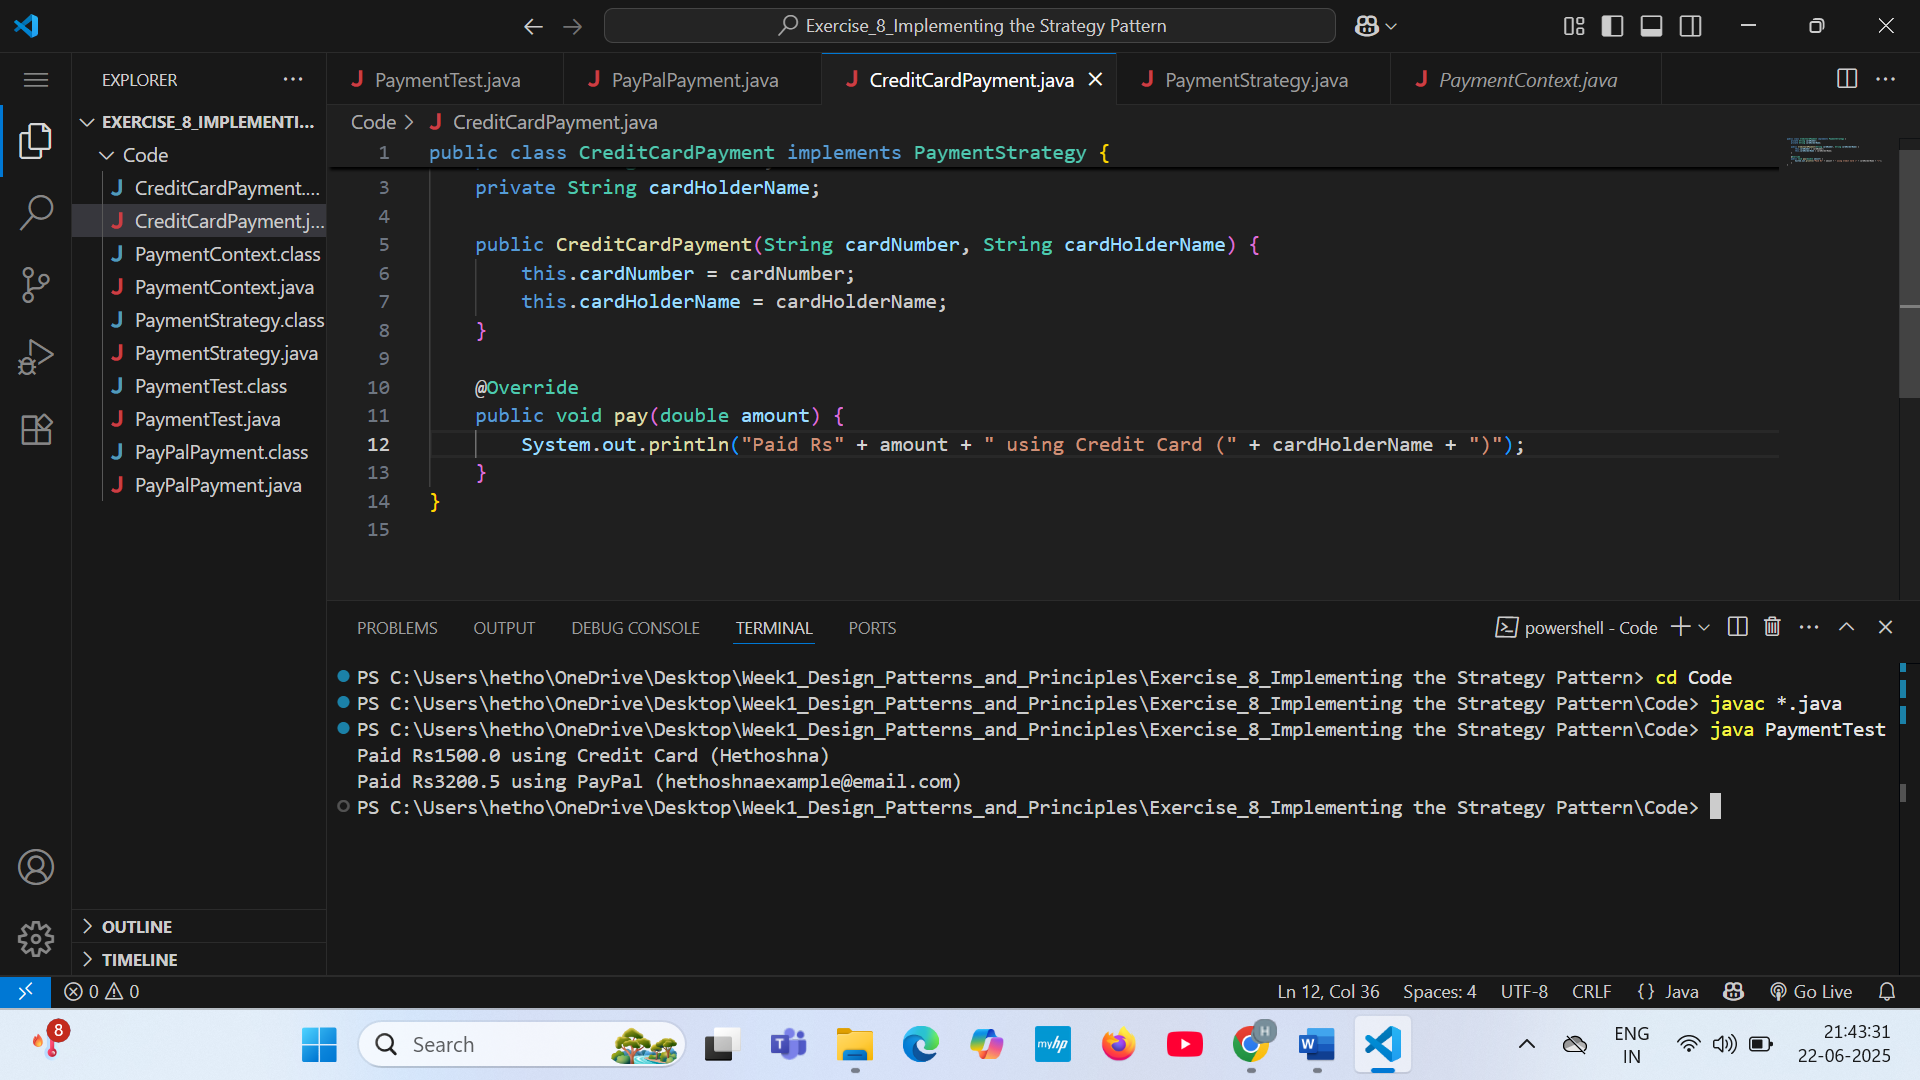 Exercise_8_Implementing the Strategy Pattern
EXPLORER
EXERCISE_8_IMPLEMENTI...
Code
CreditCardPayment....
CreditCardPayment.j...
PaymentContext.class
PaymentContext.java
PaymentStrategy.class
PaymentStrategy.java
PaymentTest.class
PaymentTest.java
PayPalPayment.class
PayPalPayment.java
OUTLINE
TIMELINE
PaymentTest.java
PayPalPayment.java
CreditCardPayment.java
PaymentStrategy.java
PaymentContext.java
Code > CreditCardPayment.java
1 public class CreditCardPayment implements PaymentStrategy {
3 private String cardHolderName;
4
5 public CreditCardPayment(String cardNumber, String cardHolderName) {
6 this.cardNumber = cardNumber;
7 this.cardHolderName = cardHolderName;
8 }
9
10 @Override
11 public void pay(double amount) {
12 System.out.println("Paid Rs" + amount + " using Credit Card (" + cardHolderName + ")");
13 }
14 }
15
PROBLEMS OUTPUT DEBUG CONSOLE TERMINAL PORTS
powershell - Code
PS C:\Users\hetho\OneDrive\Desktop\Week1_Design_Patterns_and_Principles\Exercise_8_Implementing the Strategy Pattern> cd Code
PS C:\Users\hetho\OneDrive\Desktop\Week1_Design_Patterns_and_Principles\Exercise_8_Implementing the Strategy Pattern\Code> javac *.java
PS C:\Users\hetho\OneDrive\Desktop\Week1_Design_Patterns_and_Principles\Exercise_8_Implementing the Strategy Pattern\Code> java PaymentTest
Paid Rs1500.0 using Credit Card (Hethoshna)
Paid Rs3200.5 using PayPal (hethoshnaexample@email.com)
PS C:\Users\hetho\OneDrive\Desktop\Week1_Design_Patterns_and_Principles\Exercise_8_Implementing the Strategy Pattern\Code>
0 0
Ln 12, Col 36 Spaces: 4 UTF-8 CRLF {} Java Go Live
8
Search
myhp
H
ENG
IN
21:43:31
22-06-2025